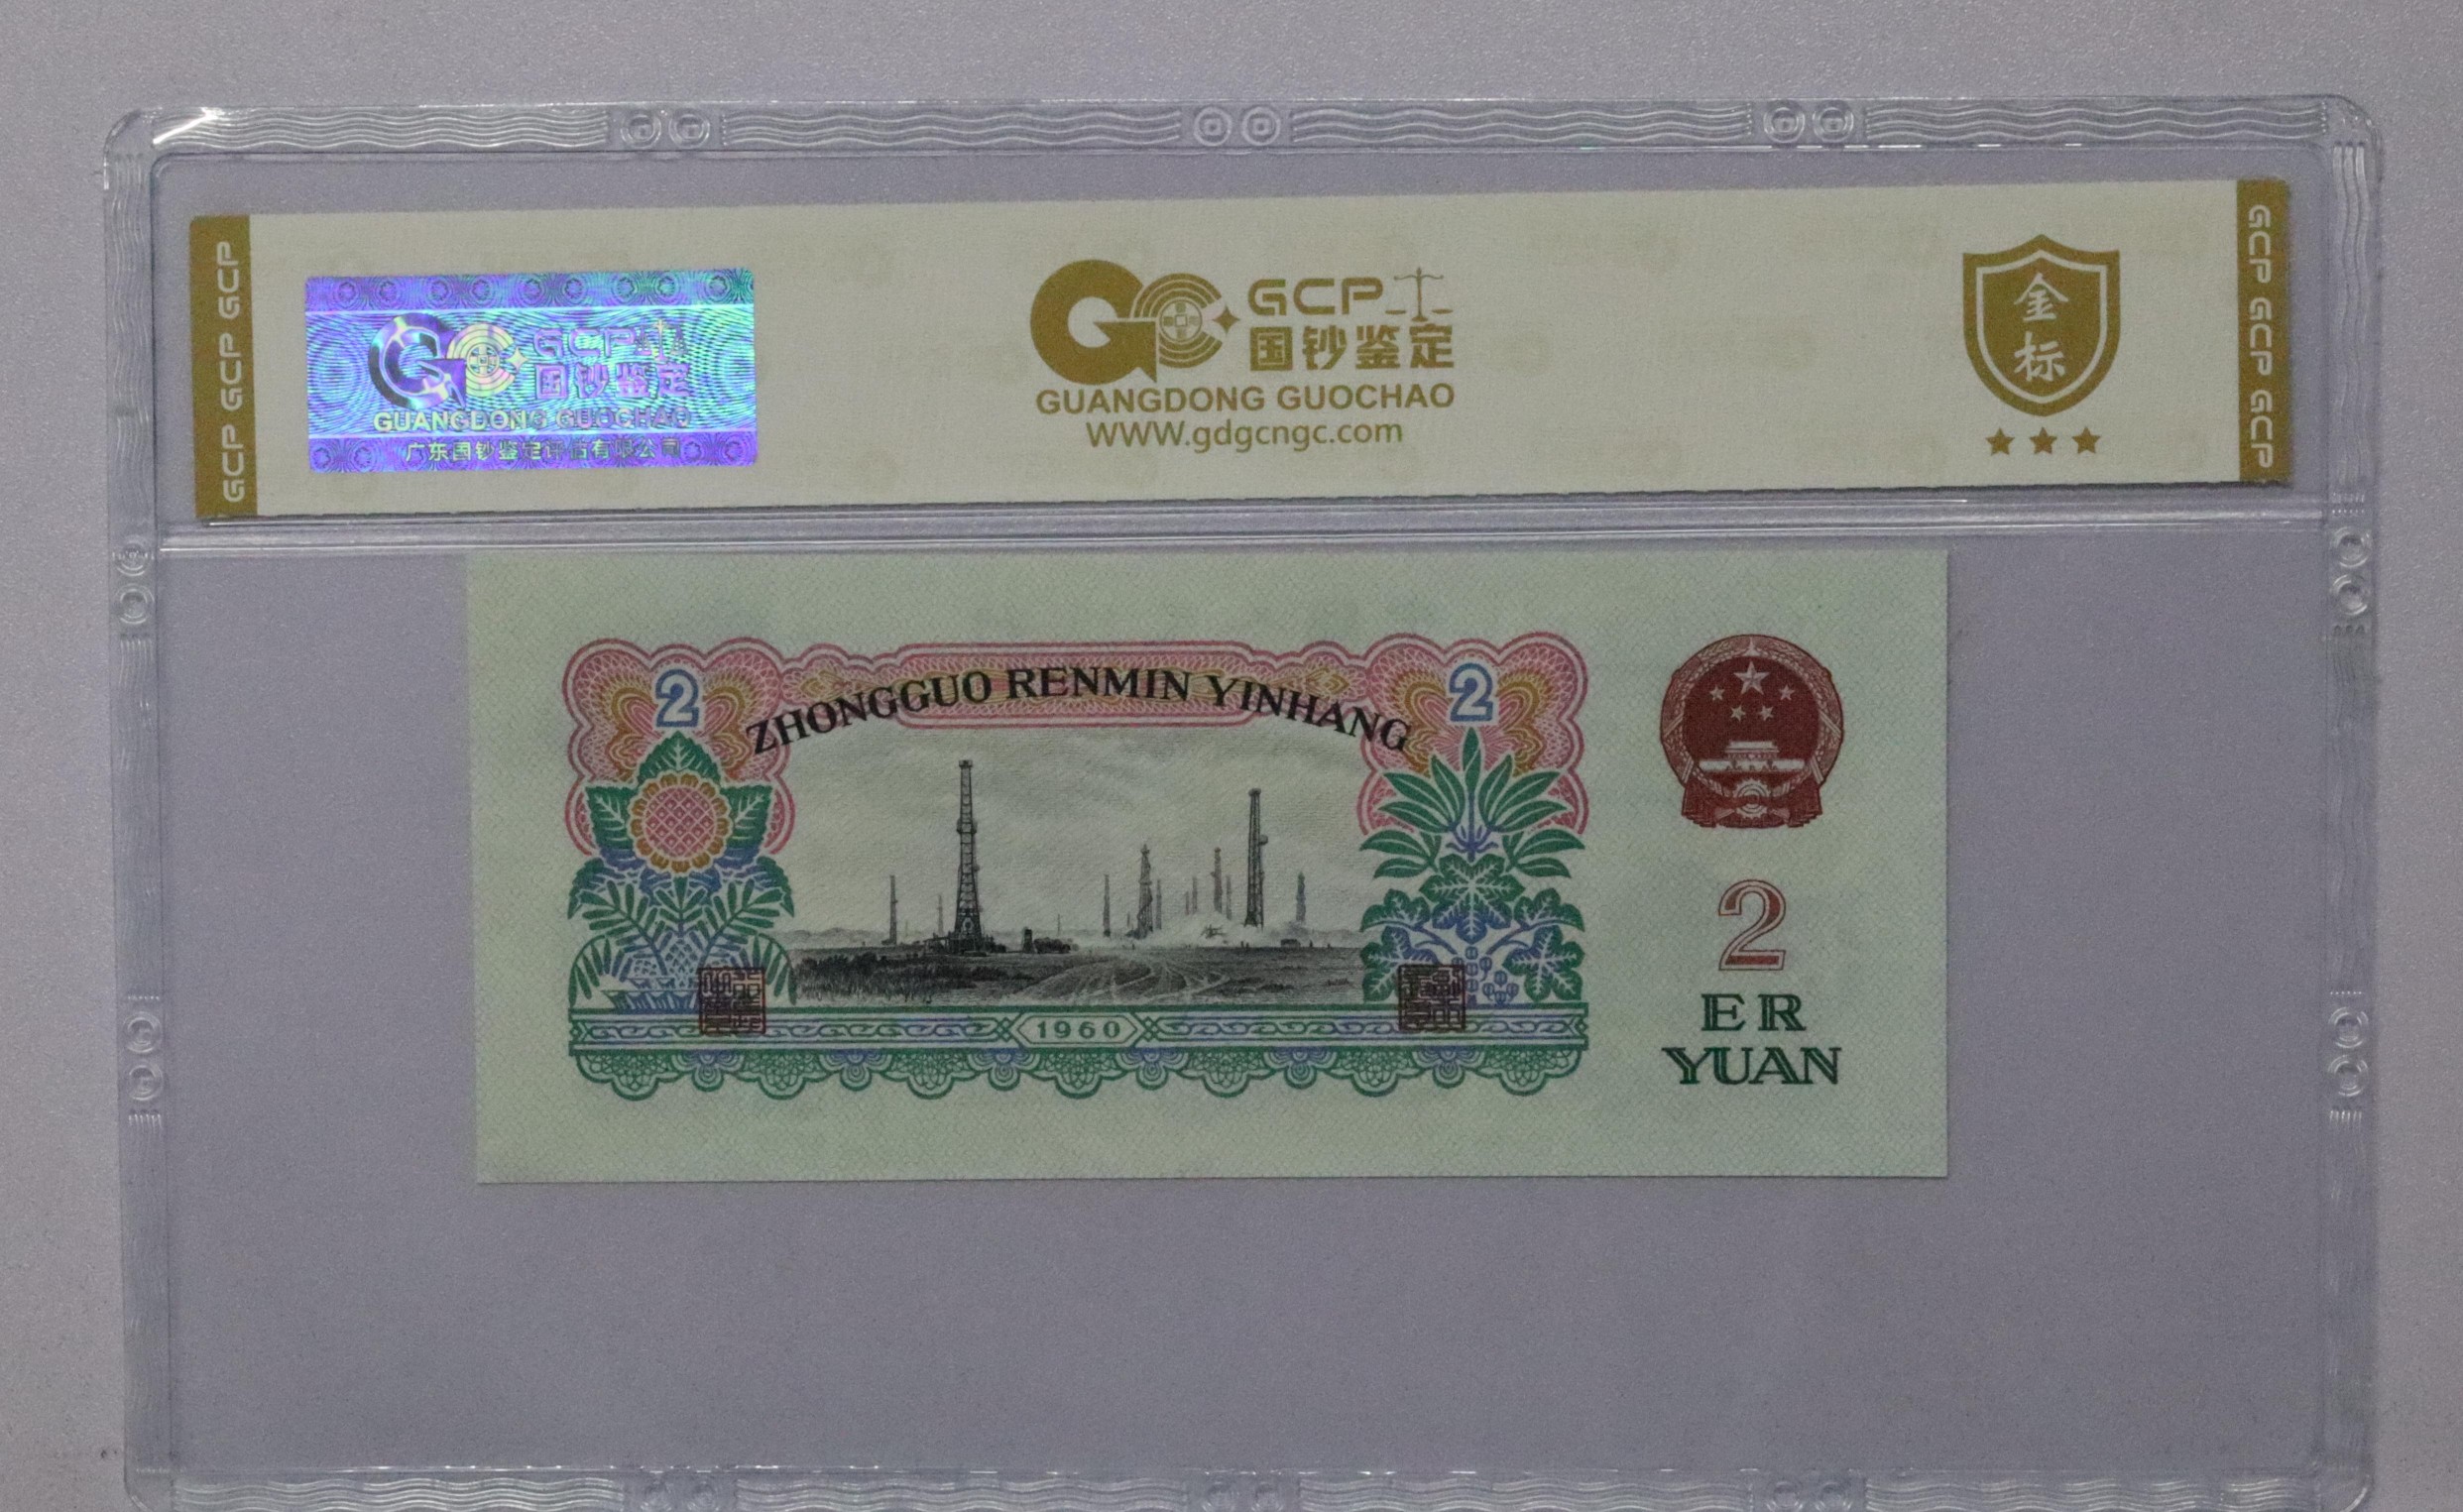 GCP GCP GCP
GCP
国钞鉴定
GUANGDONG GUOCHAO
广东国钞鉴定评估有限公司
GCP
国钞鉴定
GUANGDONG GUOCHAO
WWW.gdgcngc.com
金
标
GCP GCP GCP
2
ZHONGGUO RENMIN YINHANG
2
1960
2
ER
YUAN